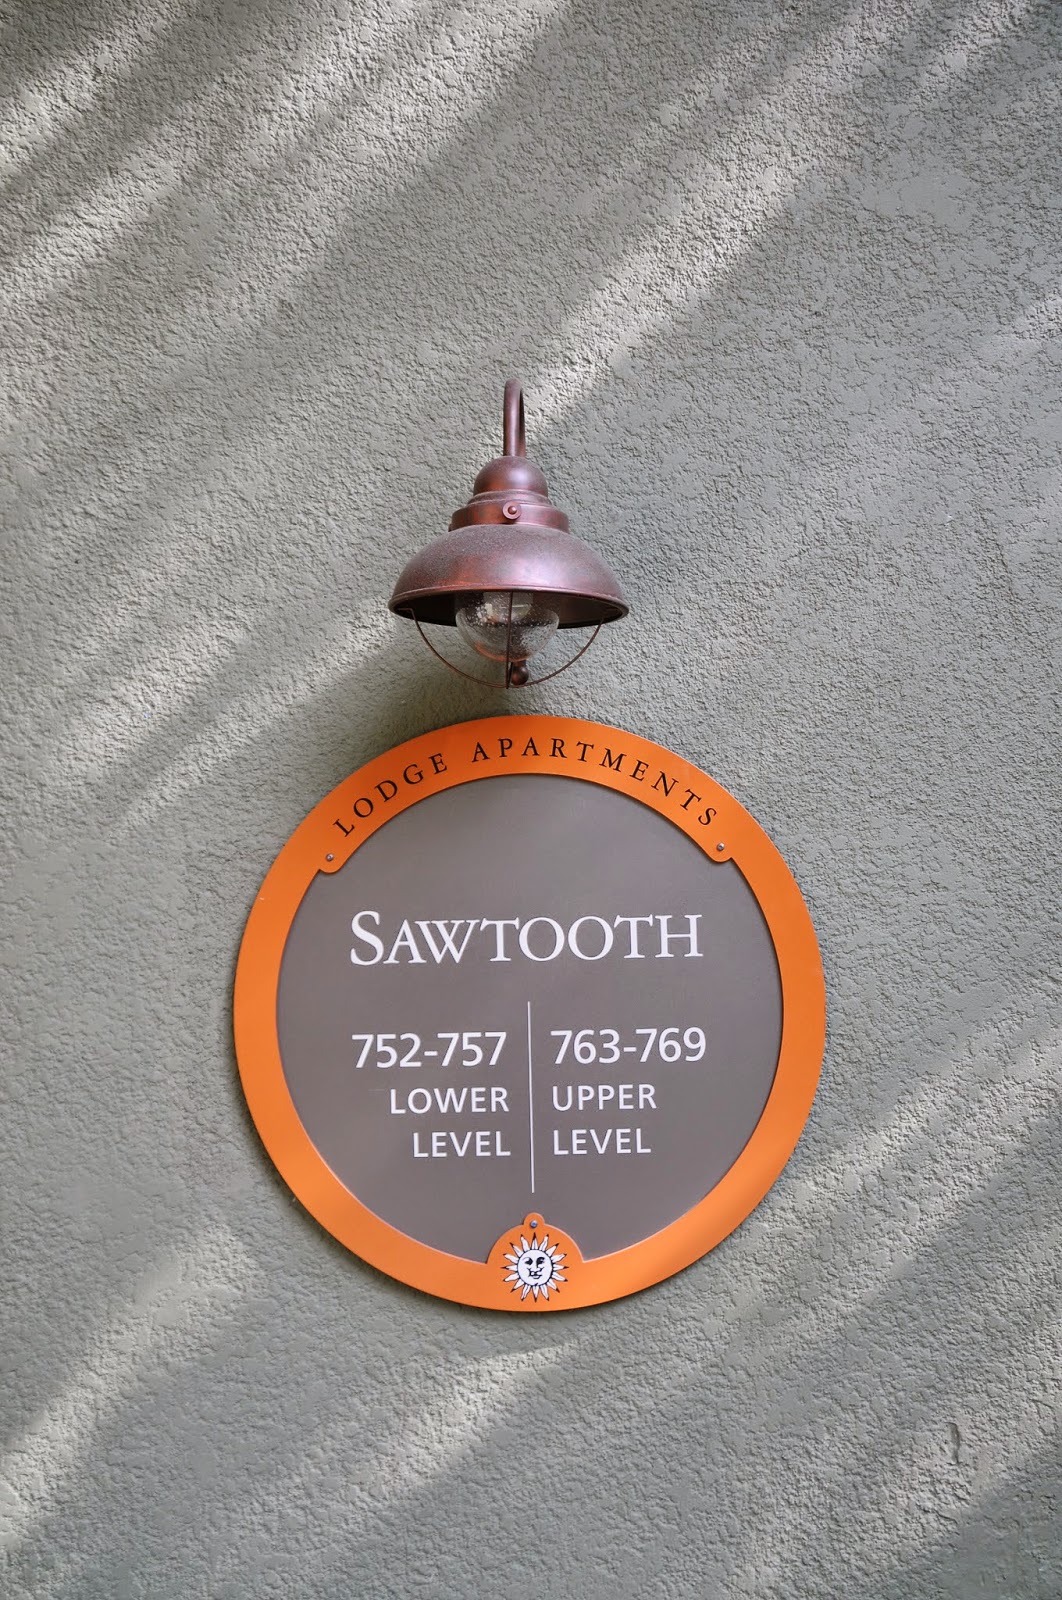 LODGE APARTMENTS
SAWTOOTH
752-757
LOWER
LEVEL
763-769
UPPER
LEVEL